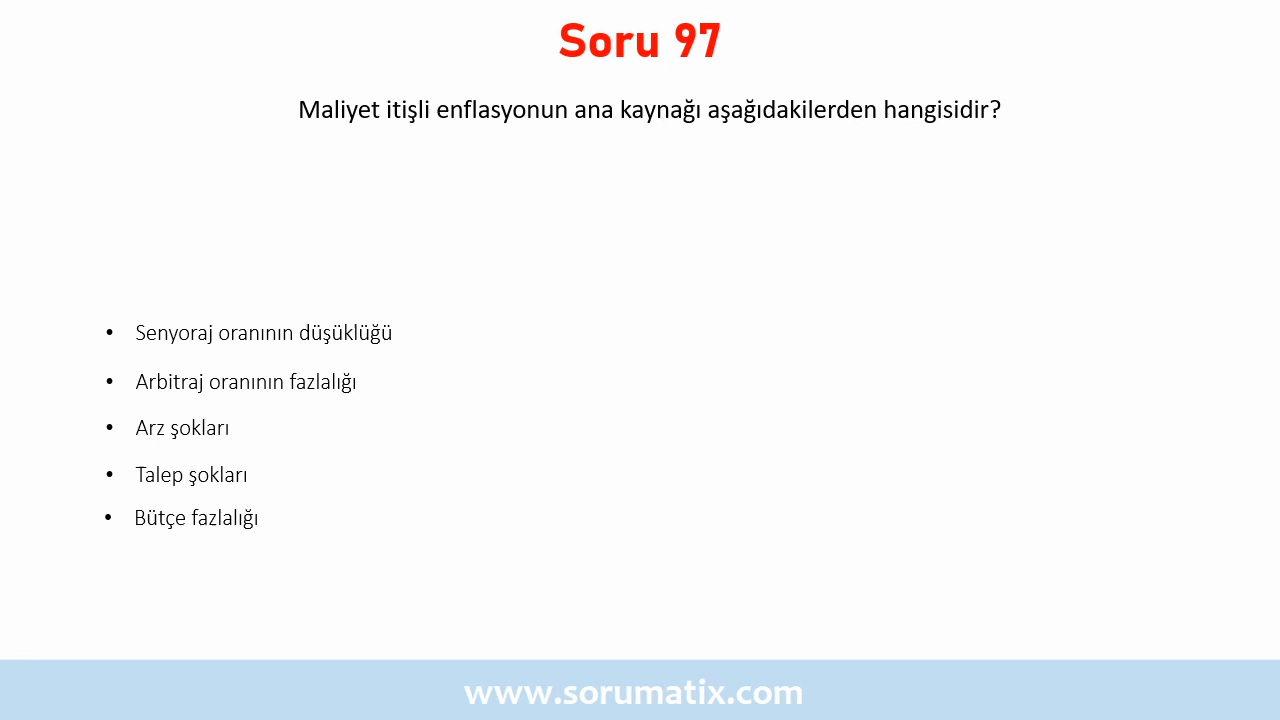 Soru 97
Maliyet itişli enflasyonun ana kaynağı aşağıdakilerden hangisidir?
• Senyoraj oranının düşüklüğü
• Arbitraj oranının fazlalığı
• Arz şokları
• Talep şokları
• Bütçe fazlalığı
www.sorumatix.com